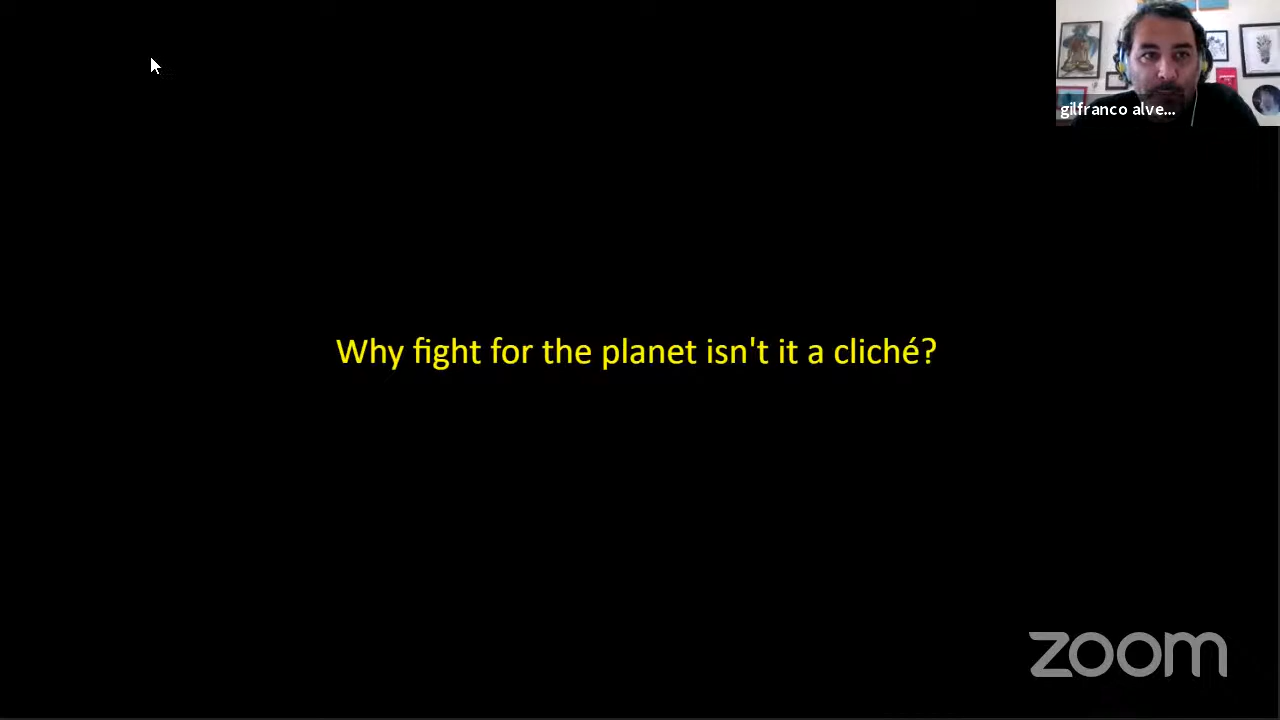 gilfranco alve...
Why fight for the planet isn't it a cliché?
zoom